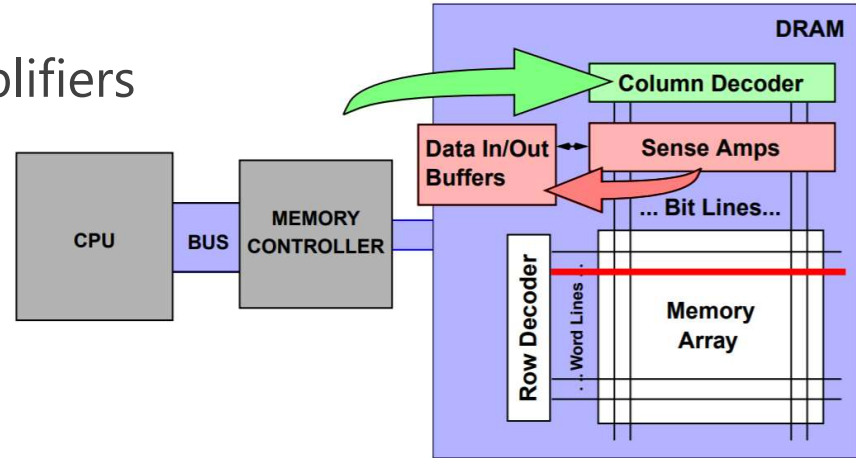 plifiers
DRAM
Column Decoder
Data In/Out
Buffers
Sense Amps
... Bit Lines...
CPU
BUS
MEMORY
CONTROLLER
Row Decoder
... Word Lines ...
Memory
Array